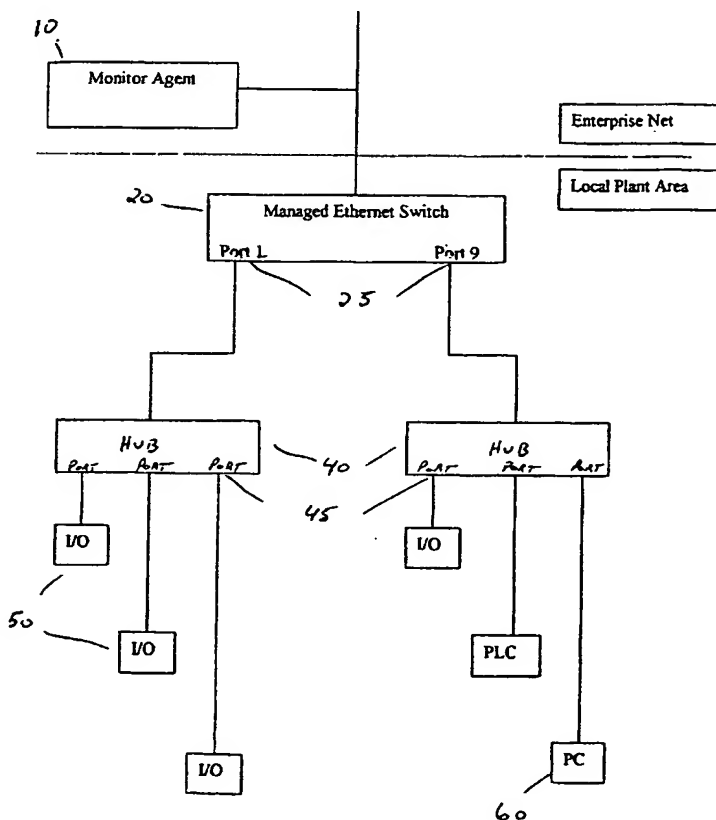 10
Monitor Agent
Enterprise Net
Local Plant Area
20
Managed Ethernet Switch
Port 1 Port 9
25
HUB HUB
40
PORT PORT PORT PORT PORT PORT
45
I/O I/O
50
I/O PLC
I/O PC
60